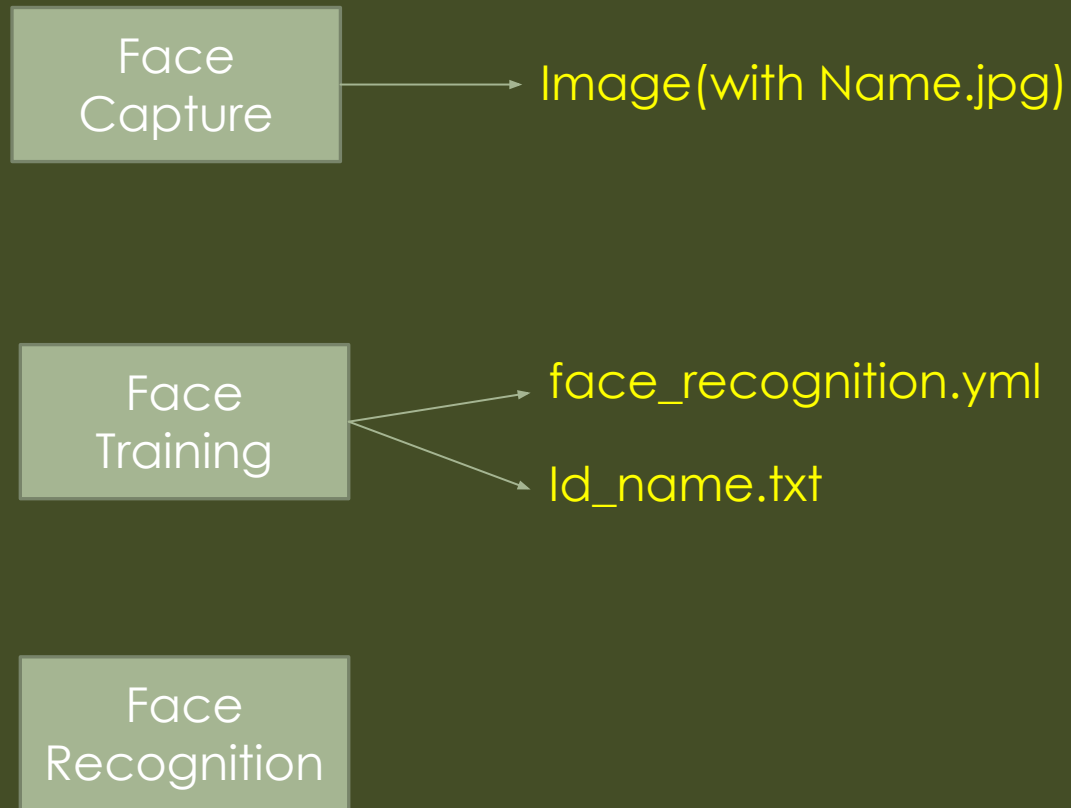 Face
Capture
Image(with Name.jpg)
Face
Training
face_recognition.yml
Id_name.txt
Face
Recognition